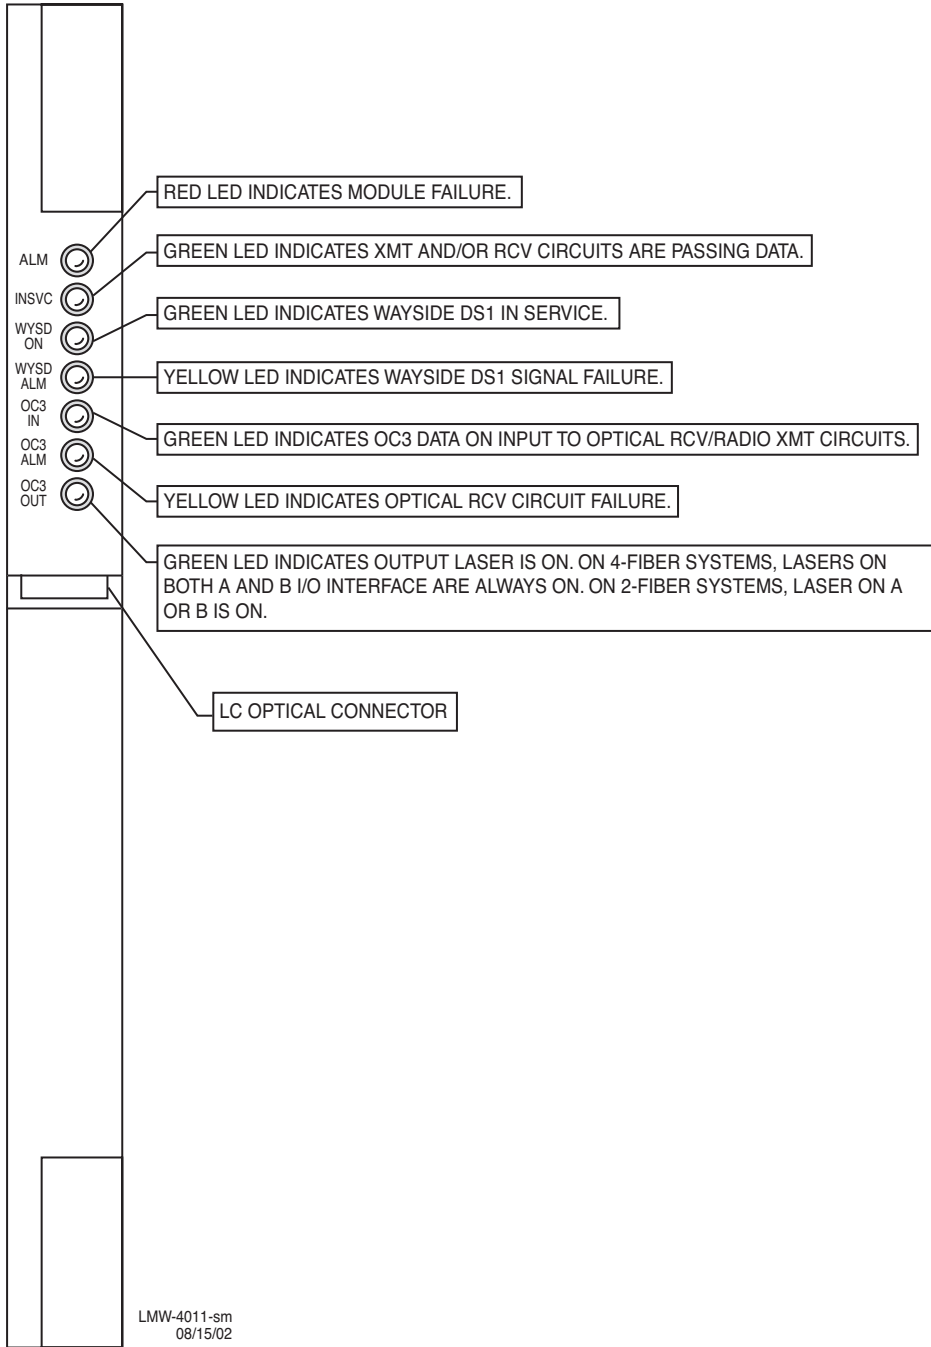 RED LED INDICATES MODULE FAILURE.
ALM
GREEN LED INDICATES XMT AND/OR RCV CIRCUITS ARE PASSING DATA.
INSVC
GREEN LED INDICATES WAYSIDE DS1 IN SERVICE.
WYSD
ON
WYSD
ALM
YELLOW LED INDICATES WAYSIDE DS1 SIGNAL FAILURE.
OC3
IN
GREEN LED INDICATES OC3 DATA ON INPUT TO OPTICAL RCV/RADIO XMT CIRCUITS.
OC3
ALM
YELLOW LED INDICATES OPTICAL RCV CIRCUIT FAILURE.
OC3
OUT
GREEN LED INDICATES OUTPUT LASER IS ON. ON 4-FIBER SYSTEMS, LASERS ON
BOTH A AND B I/O INTERFACE ARE ALWAYS ON. ON 2-FIBER SYSTEMS, LASER ON A
OR B IS ON.
LC OPTICAL CONNECTOR
LMW-4011-sm
08/15/02